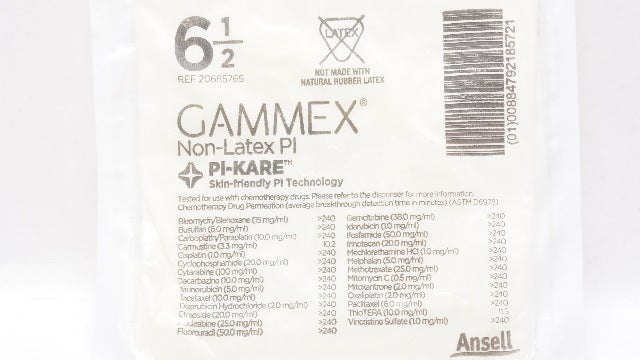 6 1/2
REF 20685765
LATEX
NOT MADE WITH
NATURAL RUBBER LATEX
(01)00884792185721
GAMMEX®
Non-Latex PI
PI-KARE™
Skin-friendly PI Technology
Tested for use with chemotherapy drugs. Please refer to the dispenser for more information.
Chemotherapy Drug Permeation (average breakthrough detection time in minutes) (ASTM D6978)
Bleomycin/Blenoxane (15 mg/ml) >240
Busulfan (6.0 mg/ml) >240
Carboplatin/Paraplatin (10.0 mg/ml) >240
Carmustine (3.3 mg/ml) 10.2
Cisplatin (1.0 mg/ml) >240
Cyclophosphamide (20.0 mg/ml) >240
Cytarabine (100 mg/ml) >240
Dacarbazine (10.0 mg/ml) >240
Daunorubicin (5.0 mg/ml) >240
(10.0 mg/ml) >240
Hydrochloride (2.0 mg/ml) >240
Etoposide (20.0 mg/ml) >240
(25.0 mg/ml) >240
Fluorouracil (50.0 mg/ml) >240
Gemcitabine (38.0 mg/ml) >240
Idarubicin (1.0 mg/ml) >240
Ifosfamide (50.0 mg/ml) >240
Irinotecan (20.0 mg/ml) >240
Mechlorethamine HCl (1.0 mg/ml) >240
Melphalan (5.0 mg/ml) >240
Methotrexate (25.0 mg/ml) >240
Mitomycin C (0.5 mg/ml) >240
Mitoxantrone (2.0 mg/ml) >240
Oxaliplatin (2.0 mg/ml) >240
Paclitaxel (6.0 mg/ml) >240
ThioTEPA (10.0 mg/ml) 11.5
Vincristine Sulfate (1.0 mg/ml) >240
Ansell